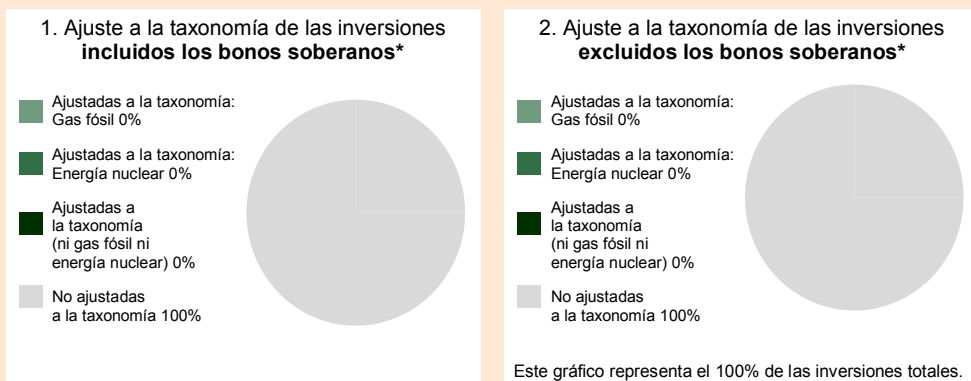 1. Ajuste a la taxonomía de las inversiones
incluidos los bonos soberanos*
Ajustadas a la taxonomía:
Gas fósil 0%
Ajustadas a la taxonomía:
Energía nuclear 0%
Ajustadas a
la taxonomía
(ni gas fósil ni
energía nuclear) 0%
No ajustadas
a la taxonomía 100%
2. Ajuste a la taxonomía de las inversiones
excluidos los bonos soberanos*
Ajustadas a la taxonomía:
Gas fósil 0%
Ajustadas a la taxonomía:
Energía nuclear 0%
Ajustadas a
la taxonomía
(ni gas fósil ni
energía nuclear) 0%
No ajustadas
a la taxonomía 100%
Este gráfico representa el 100% de las inversiones totales.